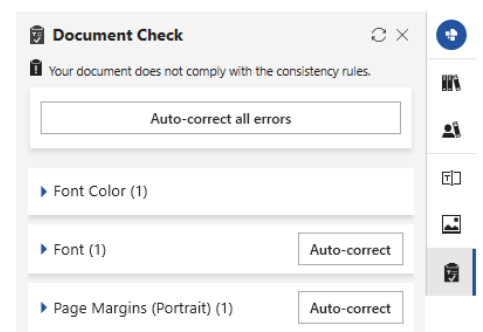 Document Check
Your document does not comply with the consistency rules.
Auto-correct all errors
Font Color (1)
Font (1)
Auto-correct
Page Margins (Portrait) (1)
Auto-correct